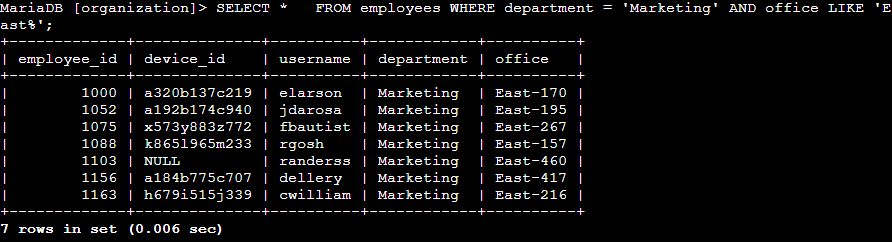 MariaDB [organization]> SELECT *   FROM employees WHERE department = 'Marketing' AND office LIKE 'E
ast%';
+-------------+--------------+----------+------------+----------+
| employee_id | device_id    | username | department | office   |
+-------------+--------------+----------+------------+----------+
|        1000 | a320b137c219 | elarson  | Marketing  | East-170 |
|        1052 | a192b174c940 | jdarosa  | Marketing  | East-195 |
|        1075 | x573y883z772 | fbautist | Marketing  | East-267 |
|        1088 | k865l965m233 | rgosh    | Marketing  | East-157 |
|        1103 | NULL         | randerss | Marketing  | East-460 |
|        1156 | a184b775c707 | dellery  | Marketing  | East-417 |
|        1163 | h679i515j339 | cwilliam | Marketing  | East-216 |
+-------------+--------------+----------+------------+----------+
7 rows in set (0.006 sec)